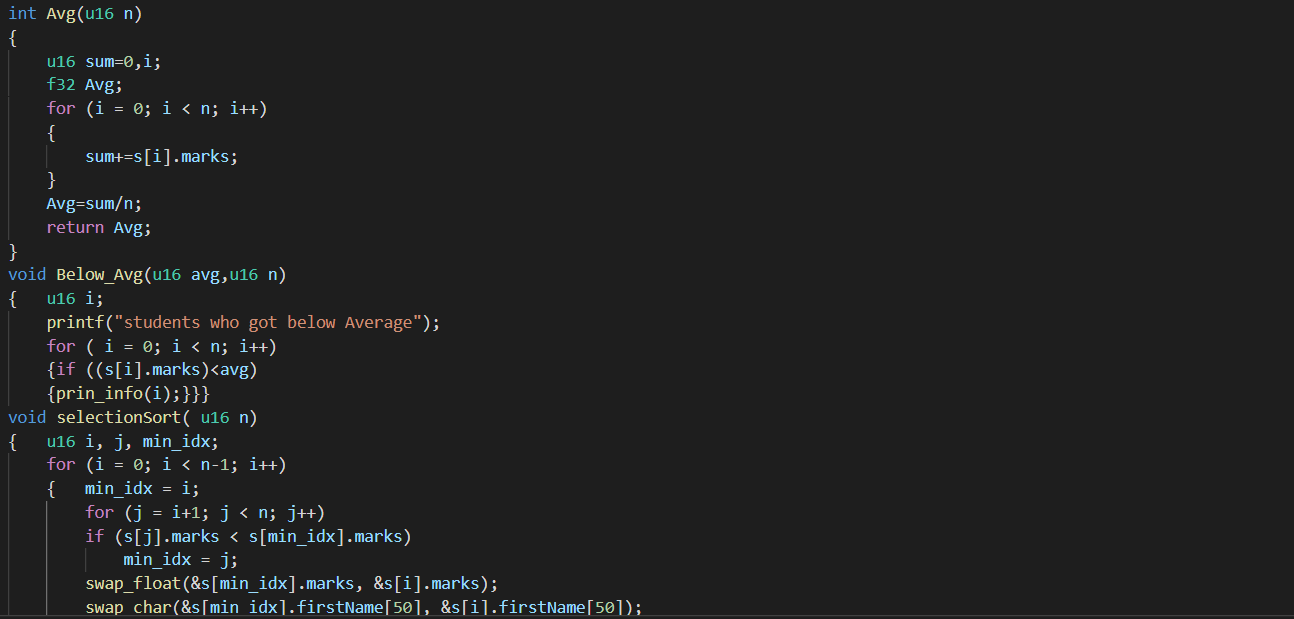 int Avg(u16 n)
{
    u16 sum=0,i;
    f32 Avg;
    for (i = 0; i < n; i++)
    {
        sum+=s[i].marks;
    }
    Avg=sum/n;
    return Avg;
}
void Below_Avg(u16 avg,u16 n)
{   u16 i;
    printf("students who got below Average");
    for ( i = 0; i < n; i++)
    {if ((s[i].marks)<avg)
    {prin_info(i);}}}
void selectionSort( u16 n)
{   u16 i, j, min_idx;
    for (i = 0; i < n-1; i++)
    {   min_idx = i;
        for (j = i+1; j < n; j++)
        if (s[j].marks < s[min_idx].marks)
            min_idx = j;
        swap_float(&s[min_idx].marks, &s[i].marks);
        swap_char(&s[min_idx].firstName[50], &s[i].firstName[50]);